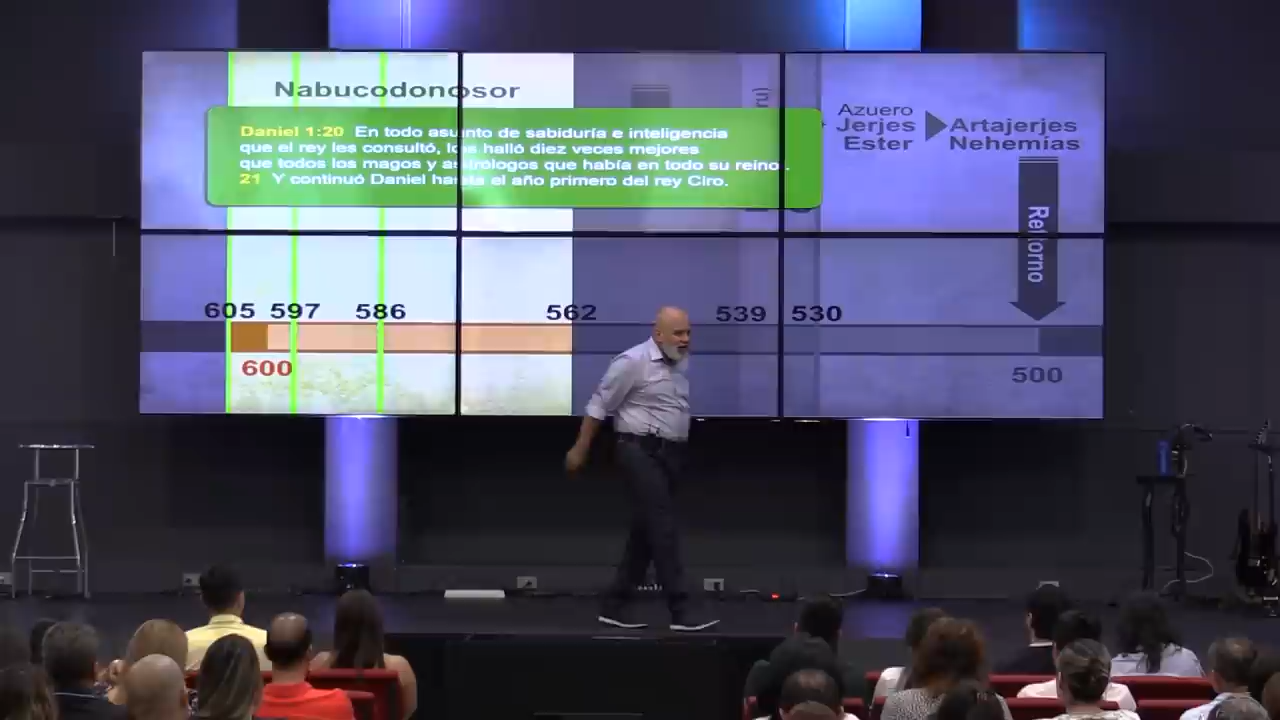 Nabucodonosor
Daniel 1:20 En todo asunto de sabiduría e inteligencia
que el rey les consultó, los halló diez veces mejores
que todos los magos y astrólogos que había en todo su reino.
21 Y continuó Daniel hasta el año primero del rey Ciro.
Azuero
Jerjes
Ester
Artajerjes
Nehemías
Retorno
605 597 586 562 539 530
600
500